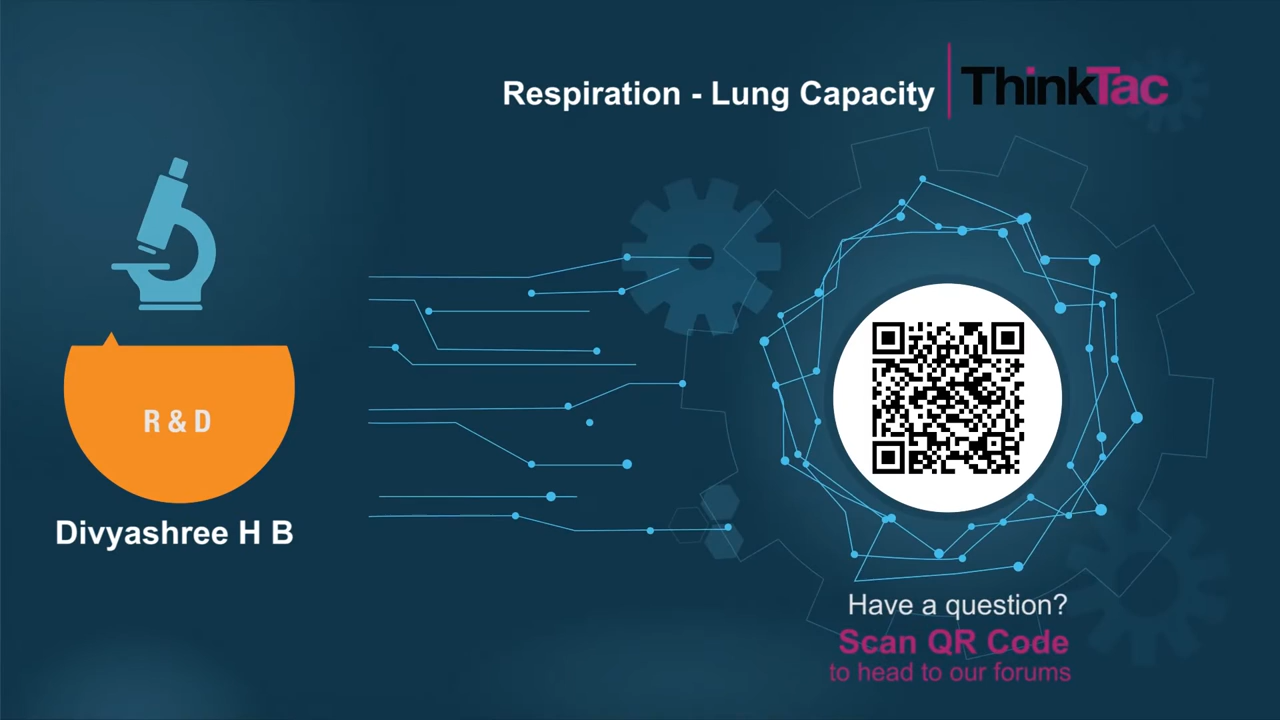 Respiration - Lung Capacity
ThinkTac
R & D
Divyashree H B
Have a question?
Scan QR Code
to head to our forums